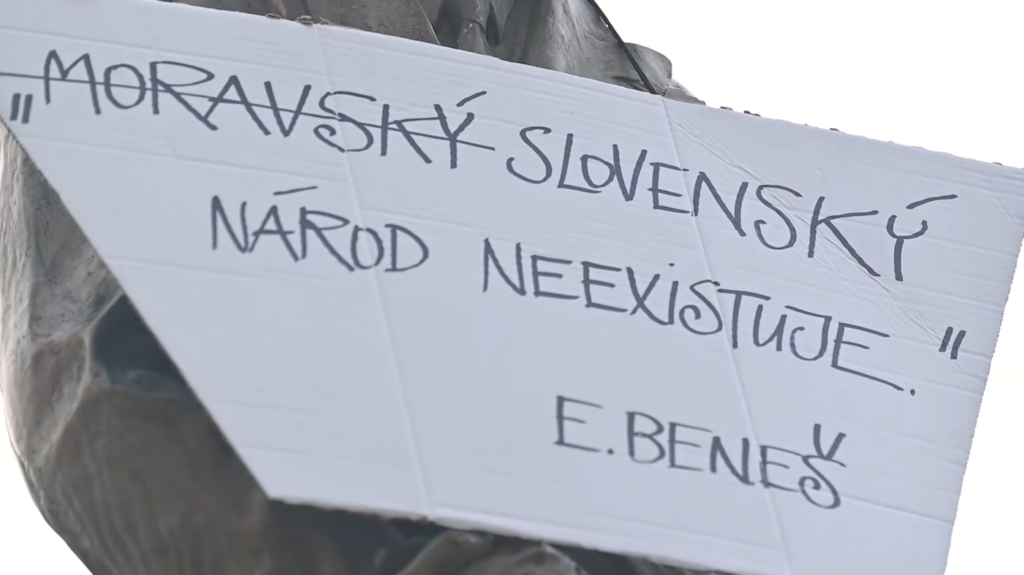 "MORAVSKÝ SLOVENSKÝ
NÁROD NEEXISTUJE."
E. BENEŠ